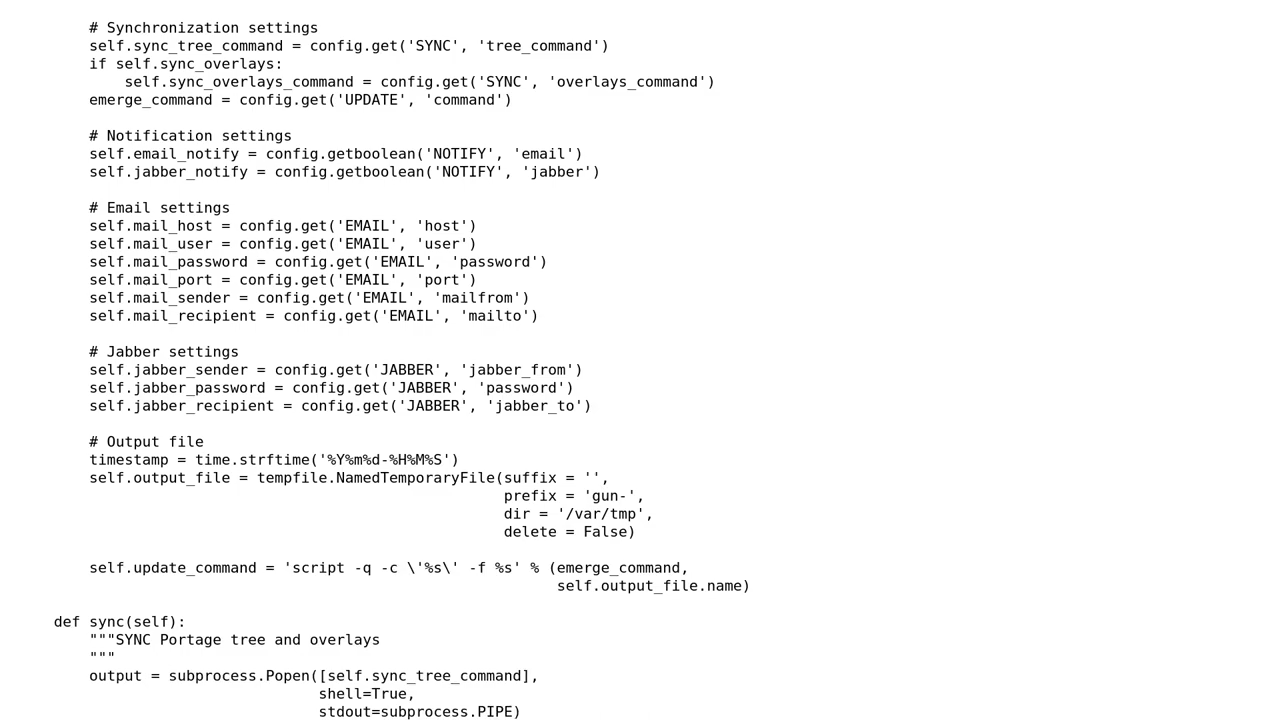 # Synchronization settings
self.sync_tree_command = config.get('SYNC', 'tree_command')
if self.sync_overlays:
    self.sync_overlays_command = config.get('SYNC', 'overlays_command')
emerge_command = config.get('UPDATE', 'command')

# Notification settings
self.email_notify = config.getboolean('NOTIFY', 'email')
self.jabber_notify = config.getboolean('NOTIFY', 'jabber')

# Email settings
self.mail_host = config.get('EMAIL', 'host')
self.mail_user = config.get('EMAIL', 'user')
self.mail_password = config.get('EMAIL', 'password')
self.mail_port = config.get('EMAIL', 'port')
self.mail_sender = config.get('EMAIL', 'mailfrom')
self.mail_recipient = config.get('EMAIL', 'mailto')

# Jabber settings
self.jabber_sender = config.get('JABBER', 'jabber_from')
self.jabber_password = config.get('JABBER', 'password')
self.jabber_recipient = config.get('JABBER', 'jabber_to')

# Output file
timestamp = time.strftime('%Y%m%d-%H%M%S')
self.output_file = tempfile.NamedTemporaryFile(suffix = '',
                                               prefix = 'gun-',
                                               dir = '/var/tmp',
                                               delete = False)

self.update_command = 'script -q -c \'%s\' -f %s' % (emerge_command,
                                                     self.output_file.name)

def sync(self):
    """SYNC Portage tree and overlays
    """
    output = subprocess.Popen([self.sync_tree_command],
                              shell=True,
                              stdout=subprocess.PIPE)